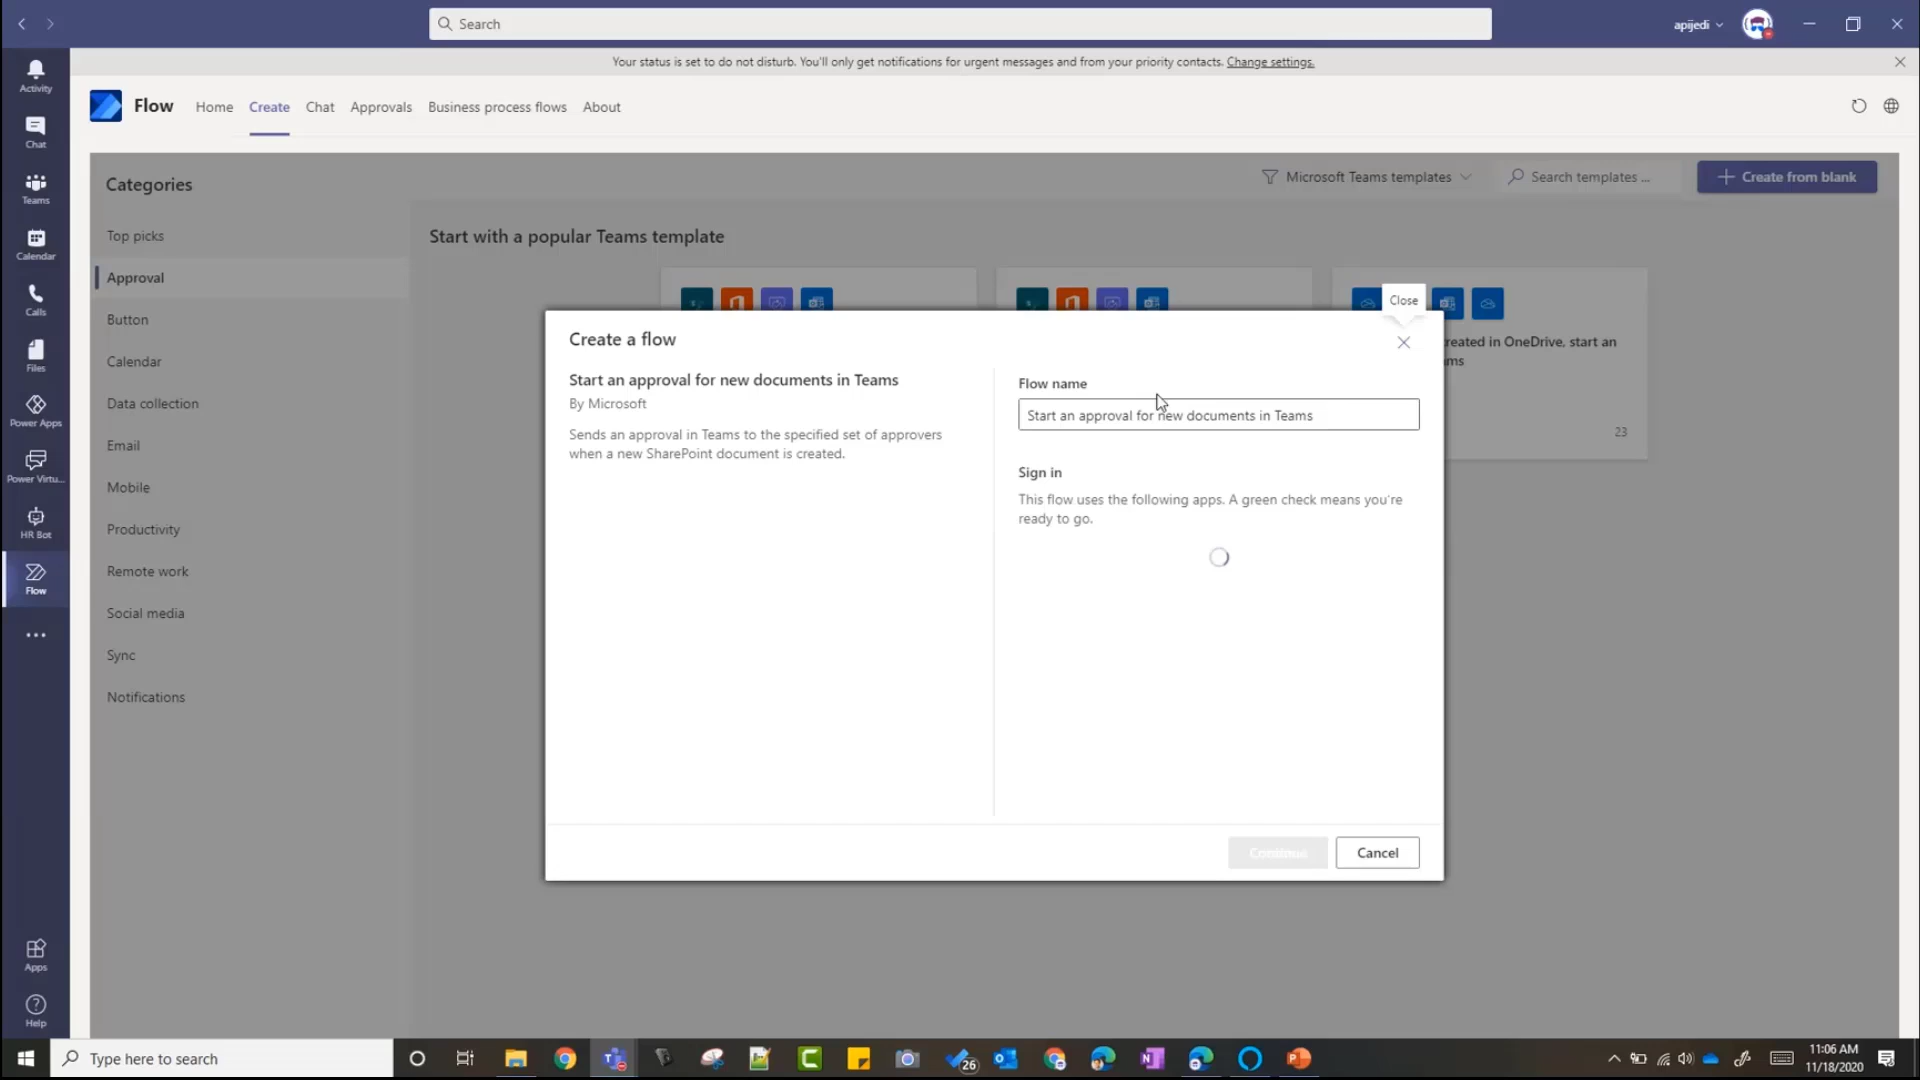 Search
apijedi
Your status is set to do not disturb. You'll only get notifications for urgent messages and from your priority contacts. Change settings.
Activity
Chat
Teams
Calendar
Calls
Files
Power Apps
Power Virtu...
HR Bot
Flow
Apps
Help
Flow
Home
Create
Chat
Approvals
Business process flows
About
Categories
Top picks
Approval
Button
Calendar
Data collection
Email
Mobile
Productivity
Remote work
Social media
Sync
Notifications
Microsoft Teams templates
Search templates ...
Create from blank
Start with a popular Teams template
Close
created in OneDrive, start an
ms
23
Create a flow
Start an approval for new documents in Teams
By Microsoft
Sends an approval in Teams to the specified set of approvers
when a new SharePoint document is created.
Flow name
Start an approval for new documents in Teams
Sign in
This flow uses the following apps. A green check means you're
ready to go.
Continue
Cancel
Type here to search
26
11:06 AM
11/18/2020